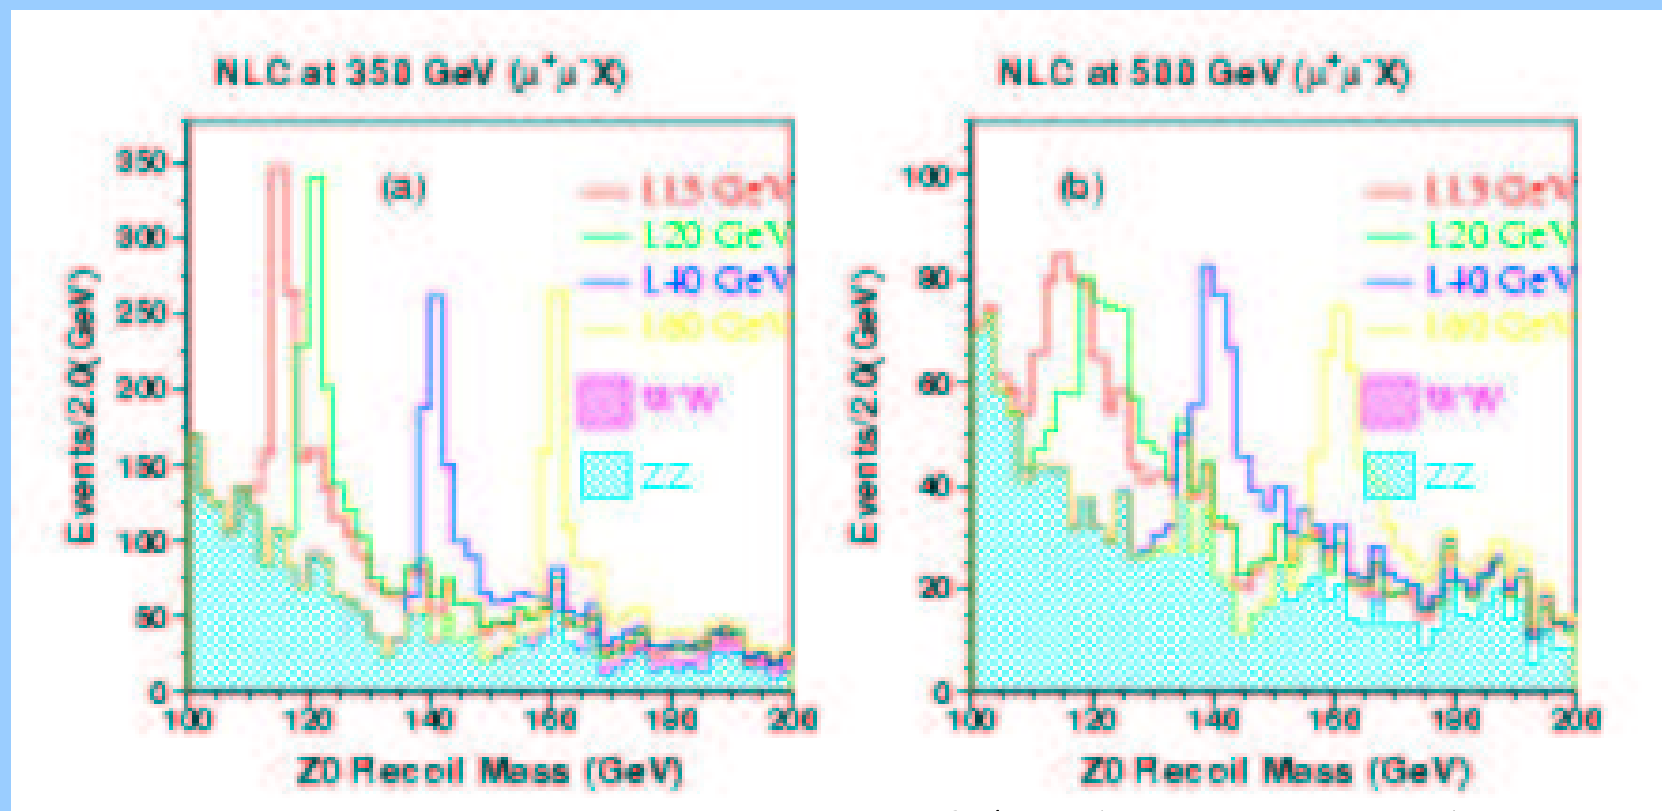 NLC at 350 GeV (μ⁺μ⁻X)
(a)
115 GeV
120 GeV
140 GeV
160 GeV
ZZ
350
300
250
200
150
100
50
0
100 120 140 160 180 200
Events/2.0(GeV)
Z0 Recoil Mass (GeV)
NLC at 500 GeV (μ⁺μ⁻X)
(b)
115 GeV
120 GeV
140 GeV
160 GeV
ZZ
100
80
60
40
20
0
100 120 140 160 180 200
Events/2.0(GeV)
Z0 Recoil Mass (GeV)